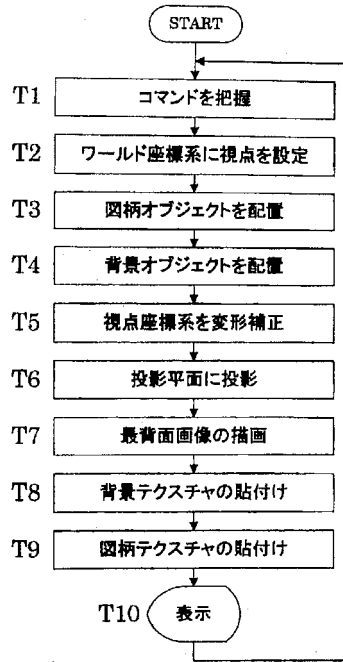 START
T1 コマンドを把握
T2 ワールド座標系に視点を設定
T3 図柄オブジェクトを配置
T4 背景オブジェクトを配置
T5 視点座標系を変形補正
T6 投影平面に投影
T7 最背面画像の描画
T8 背景テクスチャの貼付け
T9 図柄テクスチャの貼付け
T10 表示